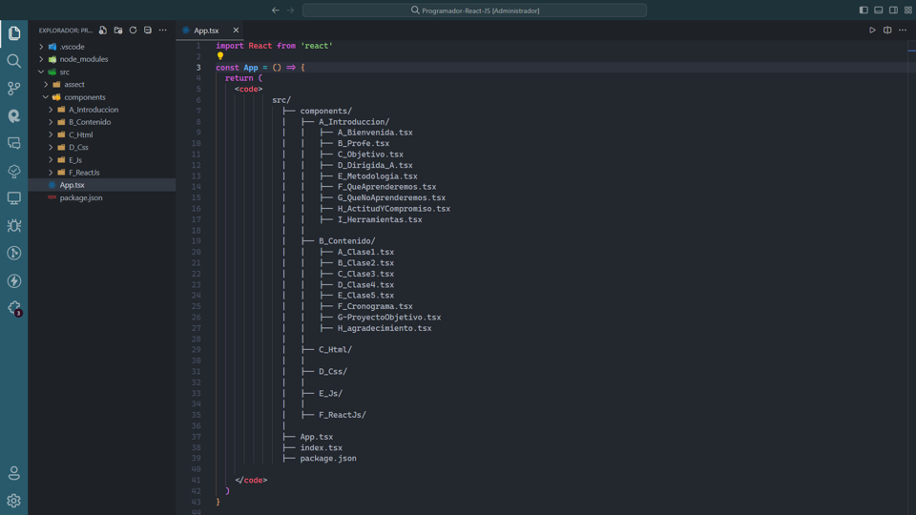 Programador-React-JS [Administrador]
EXPLORADOR: PR...
.vscode
node_modules
src
assect
components
A_Introduccion
B_Contenido
C_Html
D_Css
E_Js
F_ReactJs
App.tsx
package.json
3
App.tsx
1 import React from 'react'
2
3 const App = () => {
4 return (
5 <code>
6 src/
7 ├── components/
8 │ ├── A_Introduccion/
9 │ │ ├── A_Bienvenida.tsx
10 │ │ ├── B_Profe.tsx
11 │ │ ├── C_Objetivo.tsx
12 │ │ ├── D_Dirigida_A.tsx
13 │ │ ├── E_Metodologia.tsx
14 │ │ ├── F_QueAprenderemos.tsx
15 │ │ ├── G_QueNoAprenderemos.tsx
16 │ │ ├── H_ActitudYCompromiso.tsx
17 │ │ ├── I_Herramientas.tsx
18 │ │
19 │ ├── B_Contenido/
20 │ │ ├── A_Clase1.tsx
21 │ │ ├── B_Clase2.tsx
22 │ │ ├── C_Clase3.tsx
23 │ │ ├── D_Clase4.tsx
24 │ │ ├── E_Clase5.tsx
25 │ │ ├── F_Cronograma.tsx
26 │ │ ├── G-ProyectoObjetivo.tsx
27 │ │ ├── H_agradecimiento.tsx
28 │ │
29 │ ├── C_Html/
30 │ │
31 │ ├── D_Css/
32 │ │
33 │ ├── E_Js/
34 │ │
35 │ ├── F_ReactJs/
36 │
37 ├── App.tsx
38 ├── index.tsx
39 ├── package.json
40
41 </code>
42 )
43 }
44